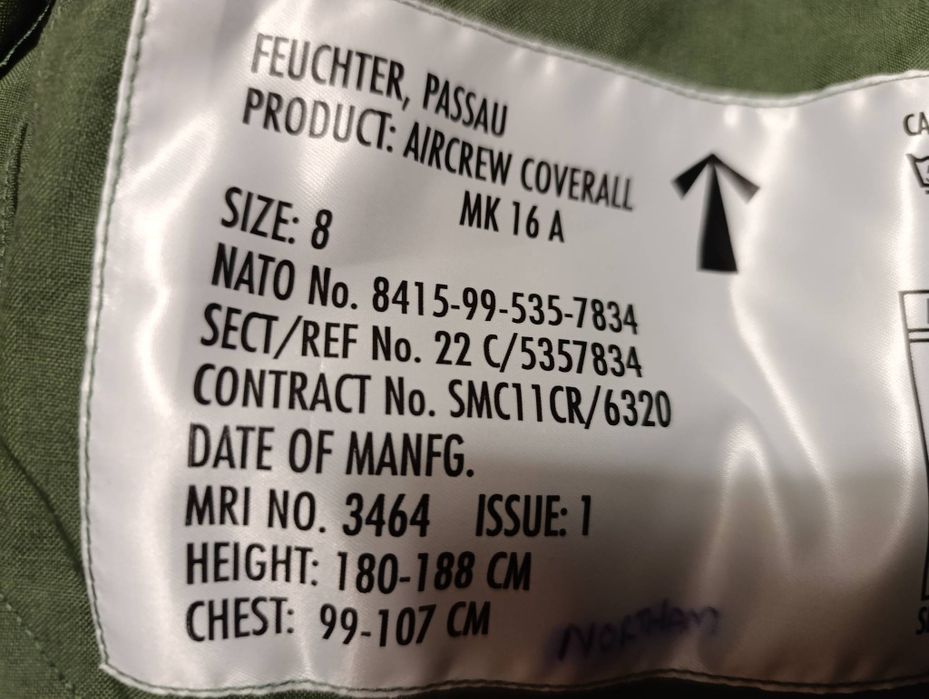 FEUCHTER, PASSAU
PRODUCT: AIRCREW COVERALL
MK 16 A
SIZE: 8
NATO No. 8415-99-535-7834
SECT/REF No. 22 C/5357834
CONTRACT No. SMC11CR/6320
DATE OF MANFG.
MRI NO. 3464 ISSUE: 1
HEIGHT: 180-188 CM
CHEST: 99-107 CM
CA